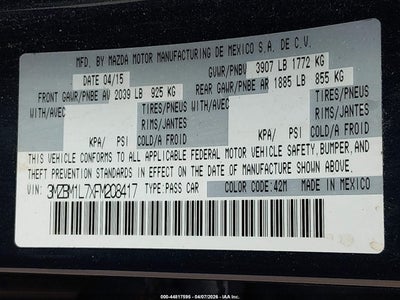 MFD. BY MAZDA MOTOR MANUFACTURING DE MEXICO S.A. DE C.V.
DATE 04/15 GVWR/PNBV 3907 LB 1772 KG
FRONT GAWR/PNBE AV 2039 LB 925 KG REAR GAWR/PNBE AR 1885 LB 855 KG
WITH/AVEC TIRES/PNEUS WITH/AVEC TIRES/PNEUS
RIMS/JANTES RIMS/JANTES
KPA/ PSI COLD/A FROID KPA/ PSI COLD/A FROID
THIS VEHICLE CONFORMS TO ALL APPLICABLE FEDERAL MOTOR VEHICLE SAFETY, BUMPER, AND
THEFT PREVENTION STANDARDS IN EFFECT ON THE DATE OF MANUFACTURE SHOWN ABOVE.
VIN: 3MZBM1L7XFM208417 TYPE PASS CAR COLOR CODE:42M MADE IN MEXICO
000-44817595 - 04/07/2026 - IAA, Inc.